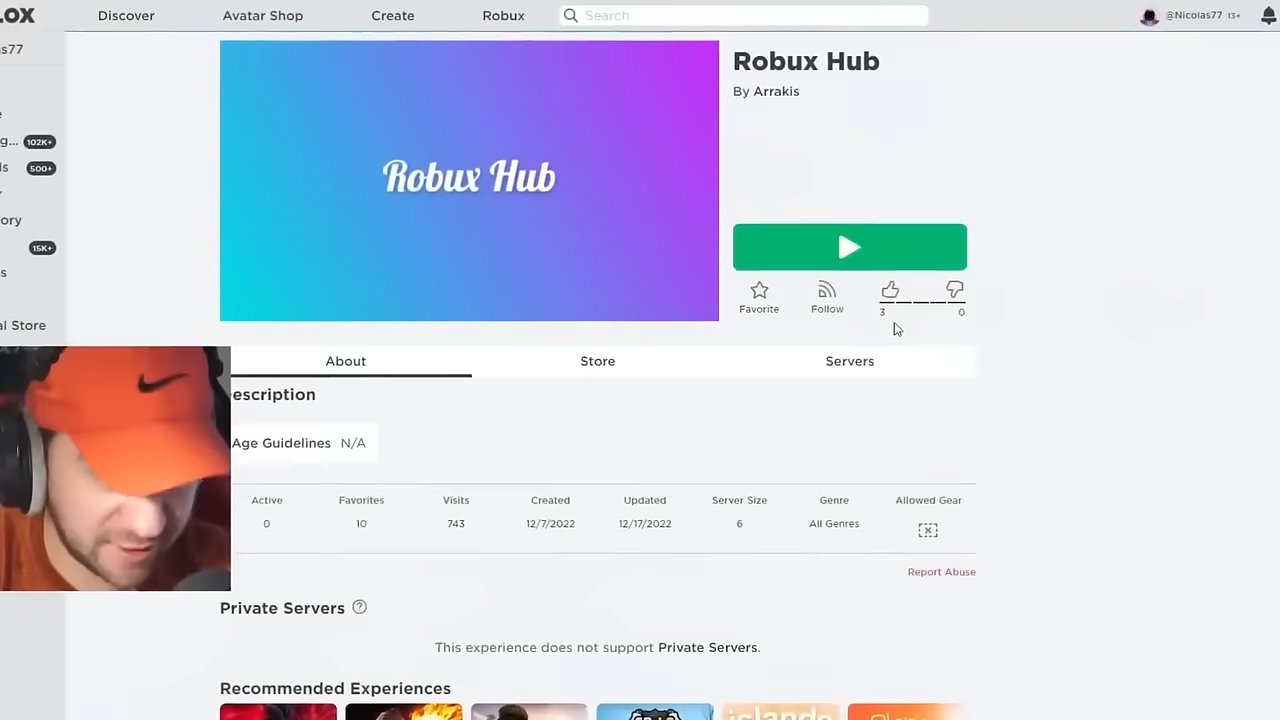 LOX
Discover
Avatar Shop
Create
Robux
Search
@Nicolas77 13+
as77
e
g... 102K+
ls 500+
r
ory
15K+
s
al Store
Robux Hub
Robux Hub
By Arrakis
Favorite
Follow
3
0
About
Store
Servers
escription
Age Guidelines N/A
Active
Favorites
Visits
Created
Updated
Server Size
Genre
Allowed Gear
0
10
743
12/7/2022
12/17/2022
6
All Genres
Report Abuse
Private Servers ?
This experience does not support Private Servers.
Recommended Experiences
islands